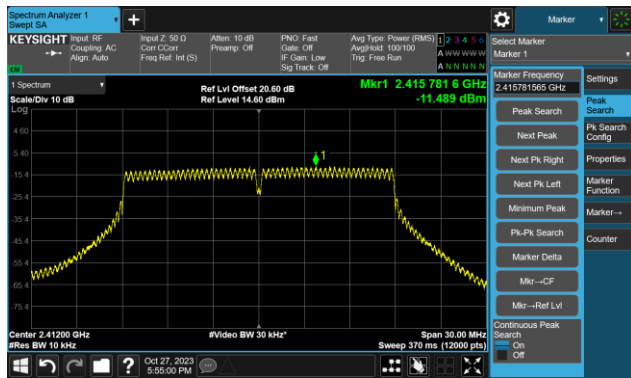 Spectrum Analyzer 1
Swept SA
Marker
KEYSIGHT
Input: RF
Coupling: AC
Align: Auto
Input Z: 50 Ω
Corr CCorr
Freq Ref: Int (S)
Atten: 10 dB
Preamp: Off
PNO: Fast
Gate: Off
IF Gain: Low
Sig Track: Off
Avg Type: Power (RMS)
Avg|Hold: 100/100
Trig: Free Run
1 2 3 4 5 6
A W W W W W
A N N N N N
LXI
Select Marker
Marker 1
1 Spectrum
Scale/Div 10 dB
Log
Ref Lvl Offset 20.60 dB
Ref Level 14.60 dBm
Mkr1 2.415 781 6 GHz
-11.489 dBm
4.60
-5.40
-15.4
-25.4
-35.4
-45.4
-55.4
-65.4
-75.4
1
Center 2.41200 GHz
#Res BW 10 kHz
#Video BW 30 kHz*
Span 30.00 MHz
Sweep 370 ms (12000 pts)
Marker Frequency
2.415781565 GHz
Peak Search
Next Peak
Next Pk Right
Next Pk Left
Minimum Peak
Pk-Pk Search
Marker Delta
Mkr→CF
Mkr→Ref Lvl
Continuous Peak
Search
On
Off
Settings
Peak
Search
Pk Search
Config
Properties
Marker
Function
Marker→
Counter
?
Oct 27, 2023
5:55:00 PM